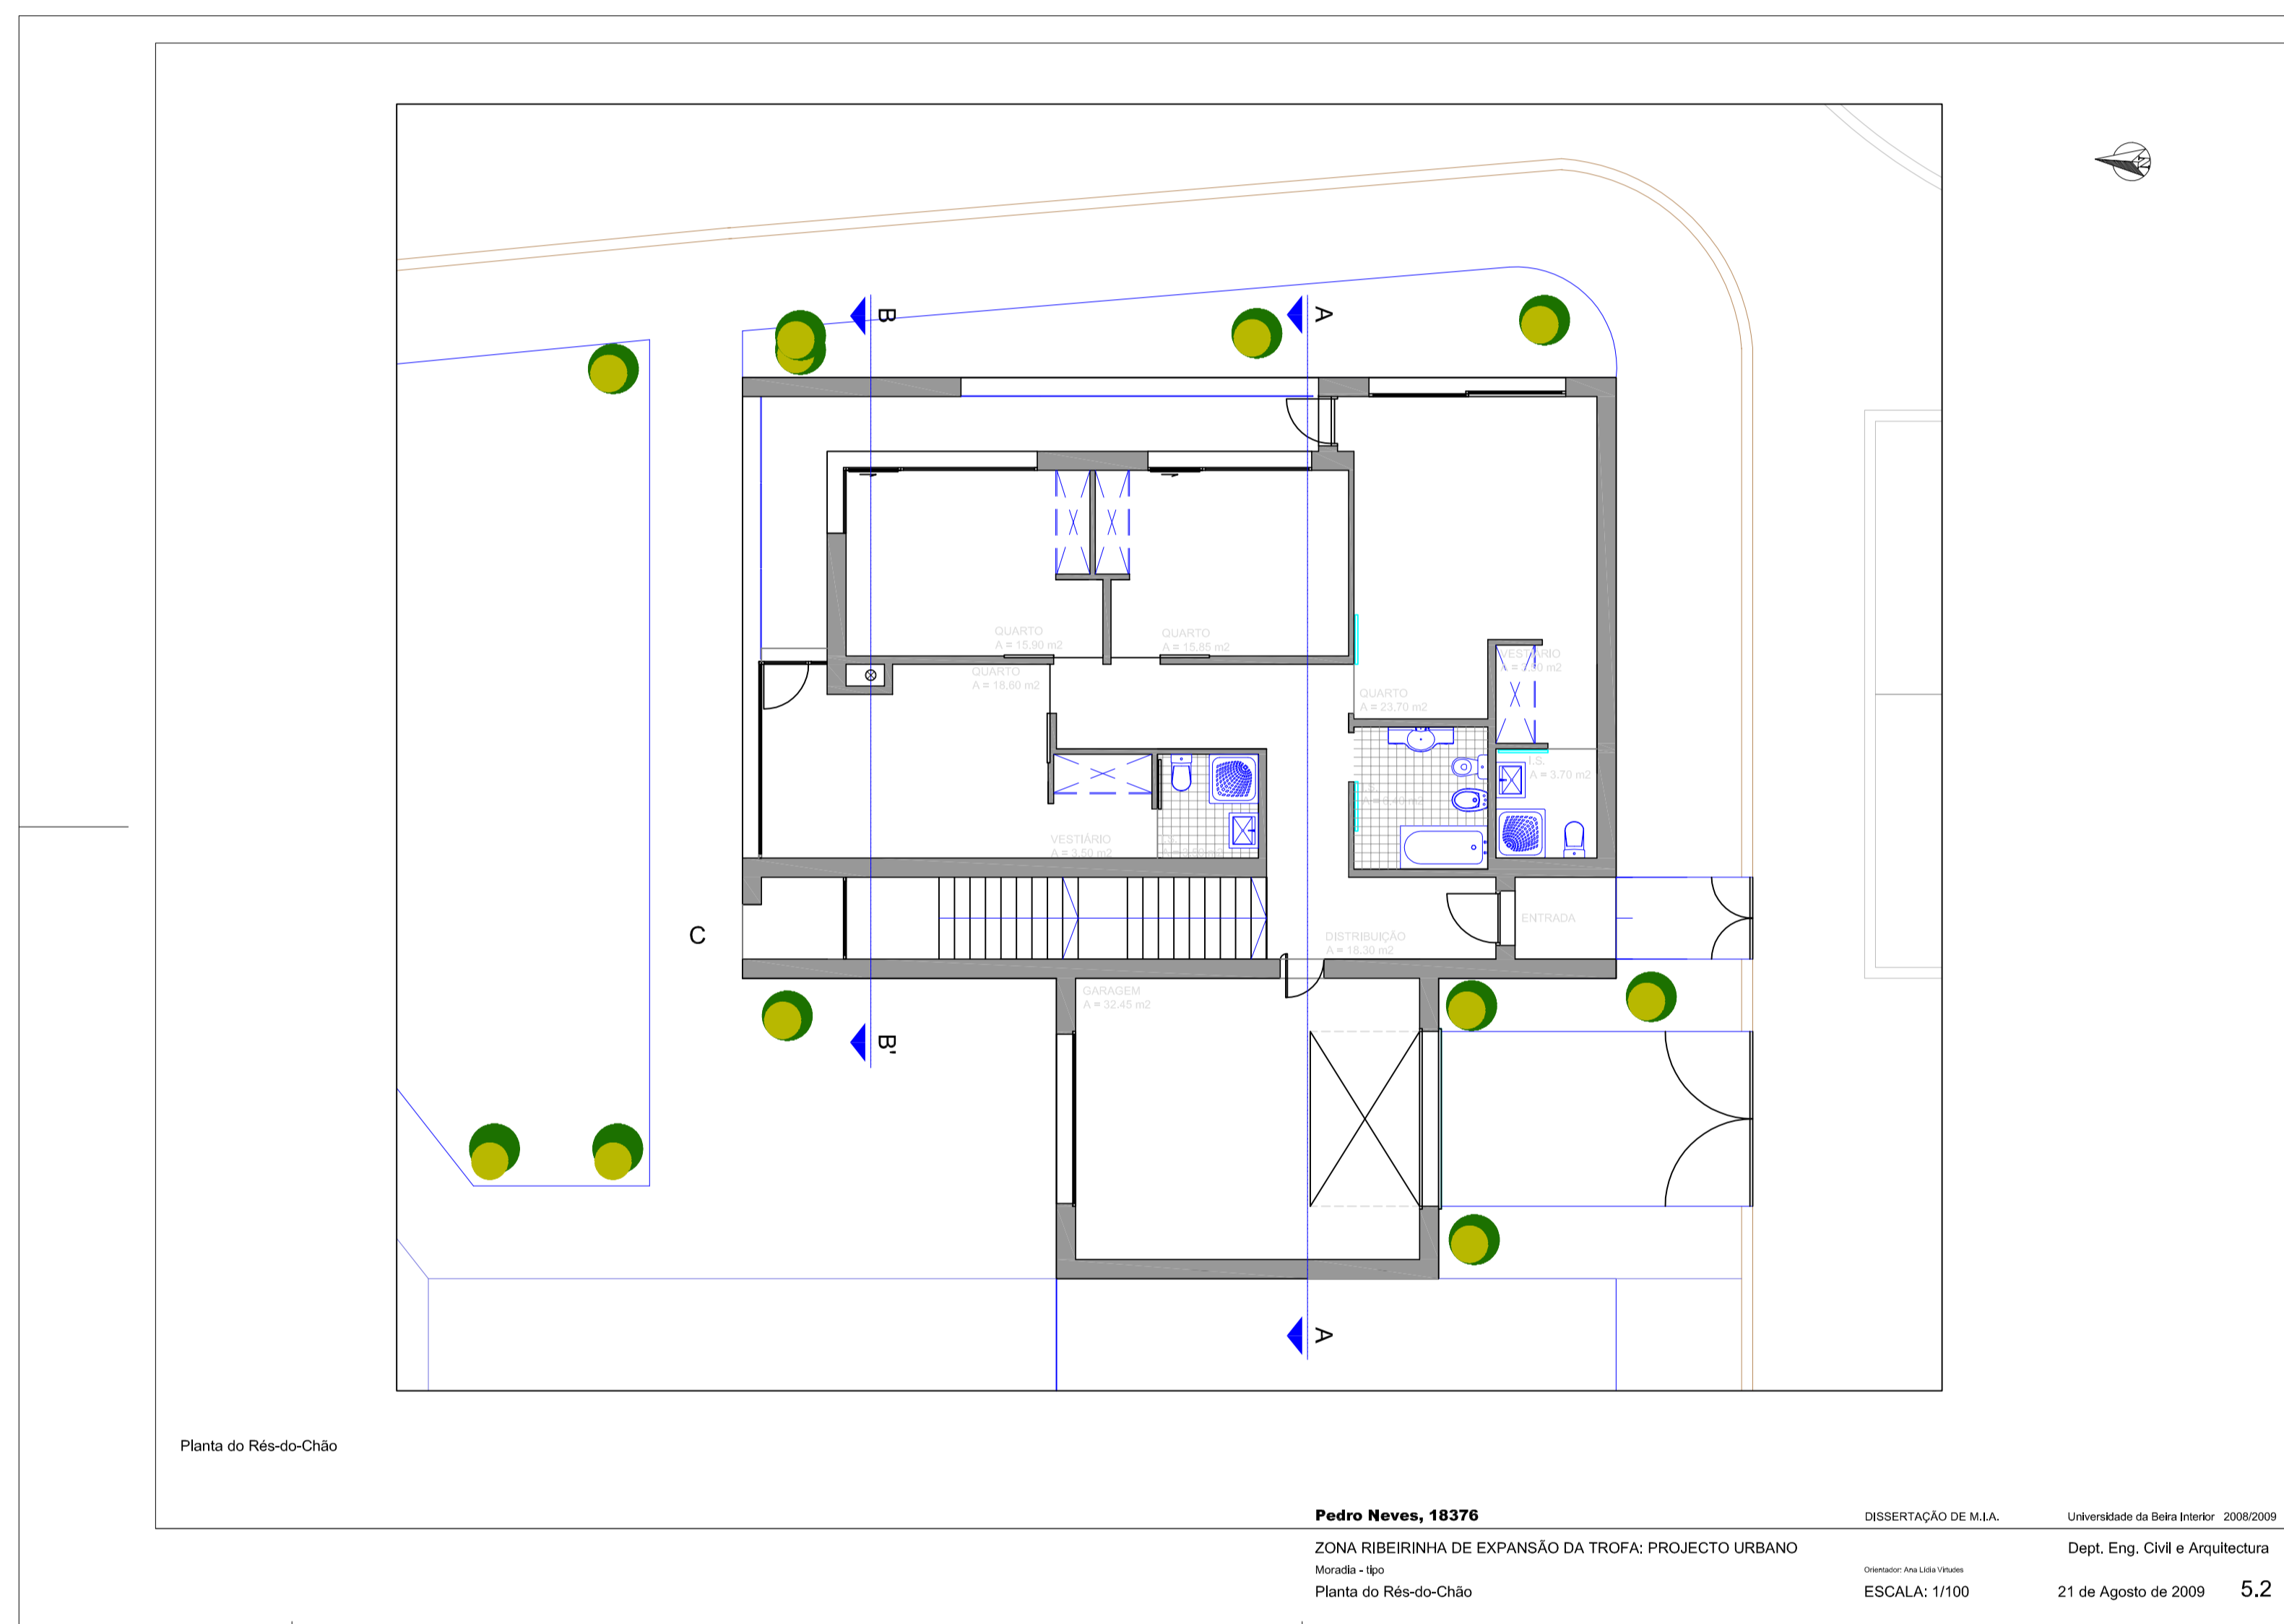 N
B
A
QUARTO
A = 15,90 m2
QUARTO
A = 15,85 m2
QUARTO
A = 18,60 m2
VESTIÁRIO
QUARTO
A = 23,70 m2
I.S.
A = 3,70 m2
VESTIÁRIO
A = 3,50 m2
C
ENTRADA
DISTRIBUIÇÃO
A = 18,30 m2
GARAGEM
A = 32.45 m2
B'
A
Planta do Rés-do-Chão
Pedro Neves, 18376
DISSERTAÇÃO DE M.I.A.
Universidade da Beira Interior 2008/2009
ZONA RIBEIRINHA DE EXPANSÃO DA TROFA: PROJECTO URBANO
Dept. Eng. Civil e Arquitectura
Moradia - tipo
Orientador: Ana Lídia Virtudes
Planta do Rés-do-Chão
ESCALA: 1/100
21 de Agosto de 2009
5.2